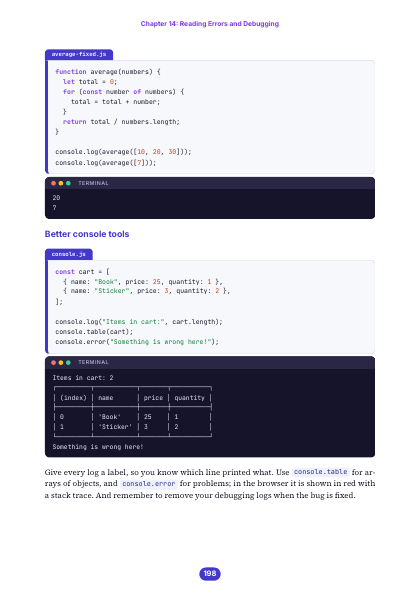 Chapter 14: Reading Errors and Debugging
average-fixed.js
function average(numbers) {
  let total = 0;
  for (const number of numbers) {
    total = total + number;
  }
  return total / numbers.length;
}

console.log(average([10, 20, 30]));
console.log(average([7]));
TERMINAL
20
7
Better console tools
console.js
const cart = [
  { name: "Book", price: 25, quantity: 1 },
  { name: "Sticker", price: 3, quantity: 2 },
];

console.log("Items in cart:", cart.length);
console.table(cart);
console.error("Something is wrong here!");
TERMINAL
Items in cart: 2
┌─────────┬───────────┬───────┬──────────┐
│ (index) │ name      │ price │ quantity │
├─────────┼───────────┼───────┼──────────┤
│ 0       │ 'Book'    │ 25    │ 1        │
│ 1       │ 'Sticker' │ 3     │ 2        │
└─────────┴───────────┴───────┴──────────┘
Something is wrong here!
Give every log a label, so you know which line printed what. Use console.table for ar-
rays of objects, and console.error for problems; in the browser it is shown in red with
a stack trace. And remember to remove your debugging logs when the bug is fixed.
198